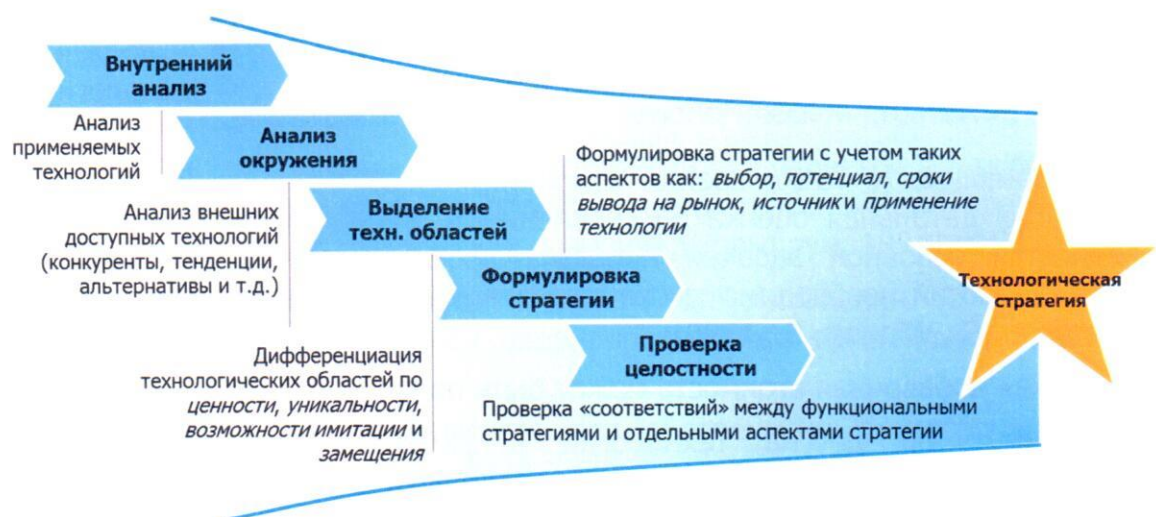 Внутренний
анализ
Анализ
применяемых
технологий
Анализ
окружения
Анализ внешних
доступных технологий
(конкуренты, тенденции,
альтернативы и т.д.)
Выделение
техн. областей
Дифференциация
технологических областей по
ценности, уникальности,
возможности имитации и
замещения
Формулировка стратегии с учетом таких
аспектов как: выбор, потенциал, сроки
вывода на рынок, источник и применение
технологии
Формулировка
стратегии
Проверка
целостности
Проверка «соответствий» между функциональными
стратегиями и отдельными аспектами стратегии
Технологическая
стратегия